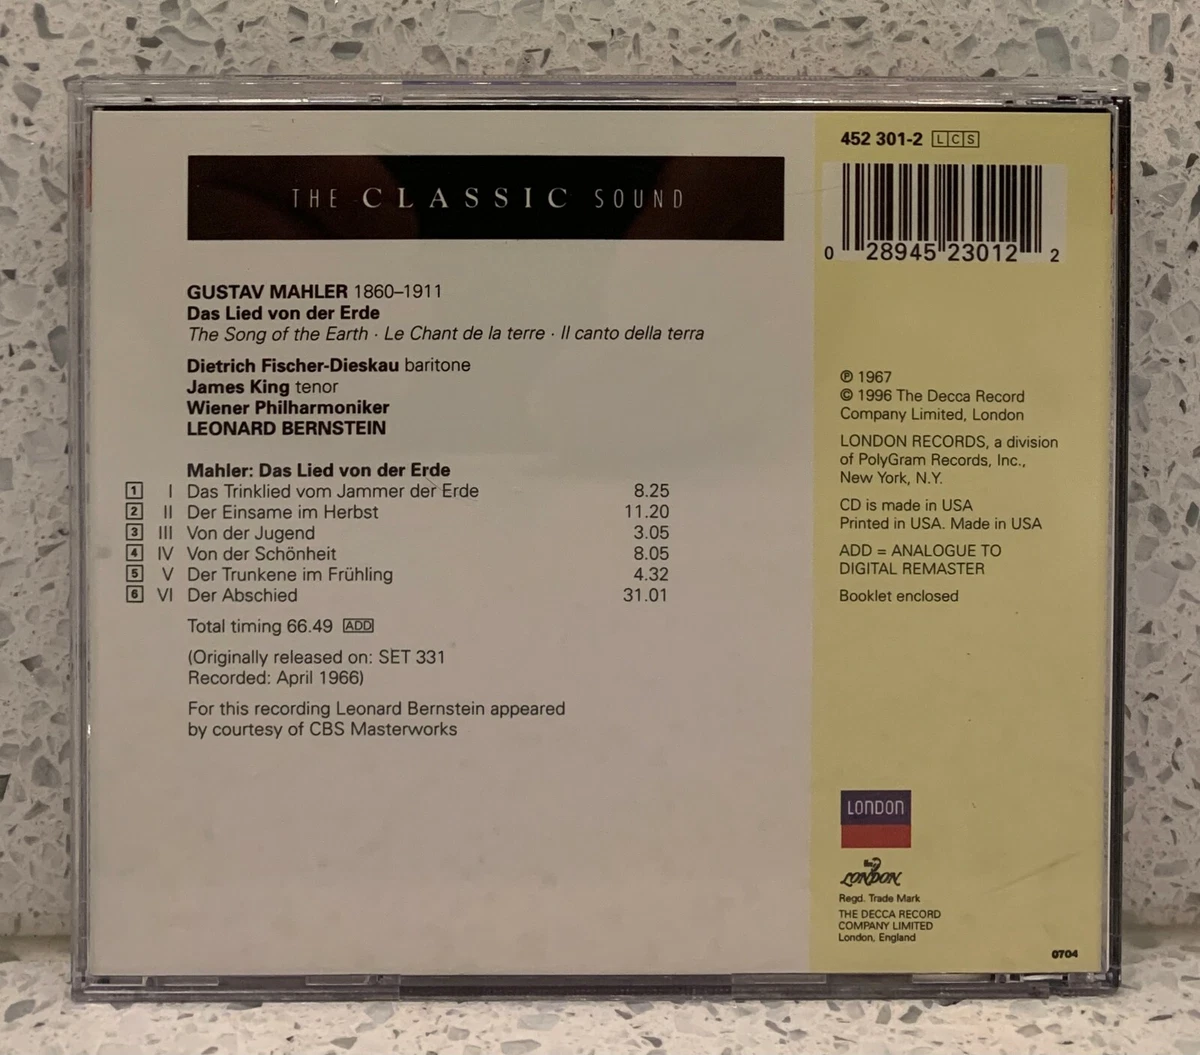 THE CLASSIC SOUND
GUSTAV MAHLER 1860–1911
Das Lied von der Erde
The Song of the Earth · Le Chant de la terre · Il canto della terra
Dietrich Fischer-Dieskau baritone
James King tenor
Wiener Philharmoniker
LEONARD BERNSTEIN
Mahler: Das Lied von der Erde
1 I Das Trinklied vom Jammer der Erde 8.25
2 II Der Einsame im Herbst 11.20
3 III Von der Jugend 3.05
4 IV Von der Schönheit 8.05
5 V Der Trunkene im Frühling 4.32
6 VI Der Abschied 31.01
Total timing 66.49 ADD
(Originally released on: SET 331
Recorded: April 1966)
For this recording Leonard Bernstein appeared
by courtesy of CBS Masterworks
452 301-2 LCS
0 28945 23012 2
℗ 1967
© 1996 The Decca Record
Company Limited, London
LONDON RECORDS, a division
of PolyGram Records, Inc.,
New York, N.Y.
CD is made in USA
Printed in USA. Made in USA
ADD = ANALOGUE TO
DIGITAL REMASTER
Booklet enclosed
LONDON
the
LONDON
Regd. Trade Mark
THE DECCA RECORD
COMPANY LIMITED
London, England
0704